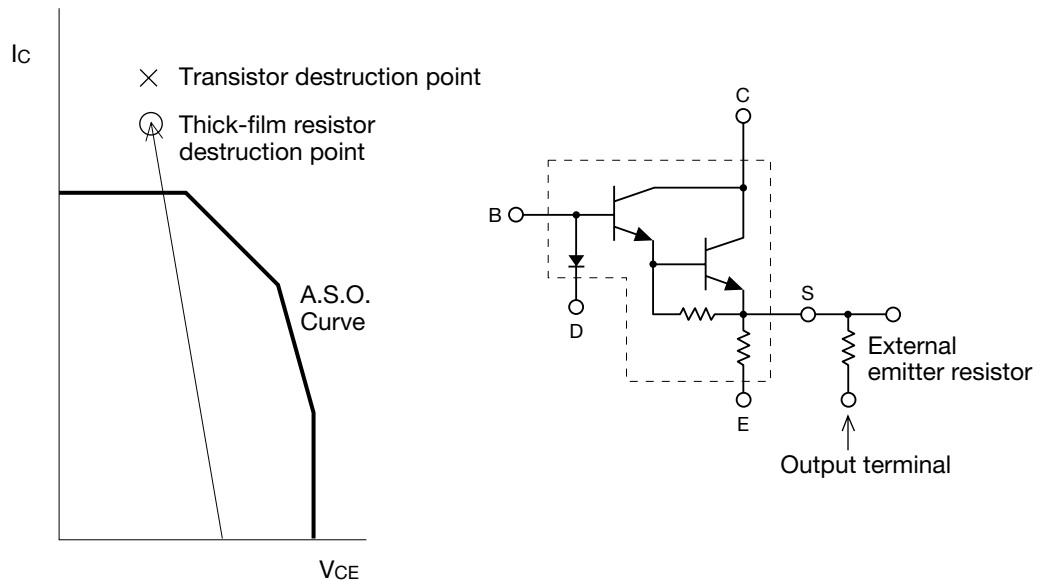 IC
Transistor destruction point
Thick-film resistor
destruction point
A.S.O.
Curve
VCE
C
B
D
S
E
External
emitter resistor
Output terminal